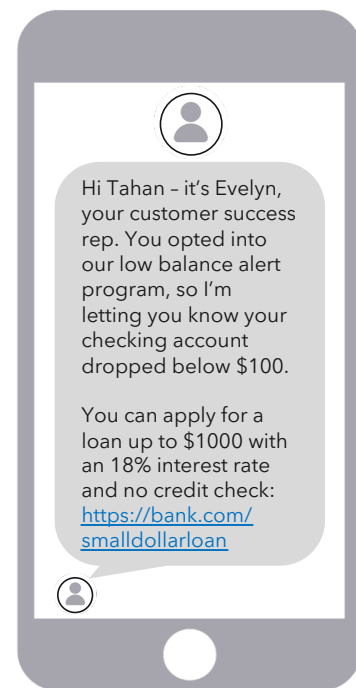 Hi Tahan – it’s Evelyn,
your customer success
rep. You opted into
our low balance alert
program, so I’m
letting you know your
checking account
dropped below $100.
You can apply for a
loan up to $1000 with
an 18% interest rate
and no credit check:
https://bank.com/
smalldollarloan